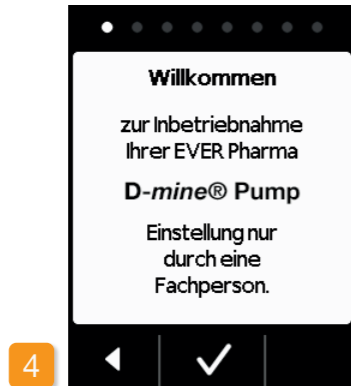 Willkommen
zur Inbetriebnahme
Ihrer EVER Pharma
D-mine® Pump
Einstellung nur
durch eine
Fachperson.
4